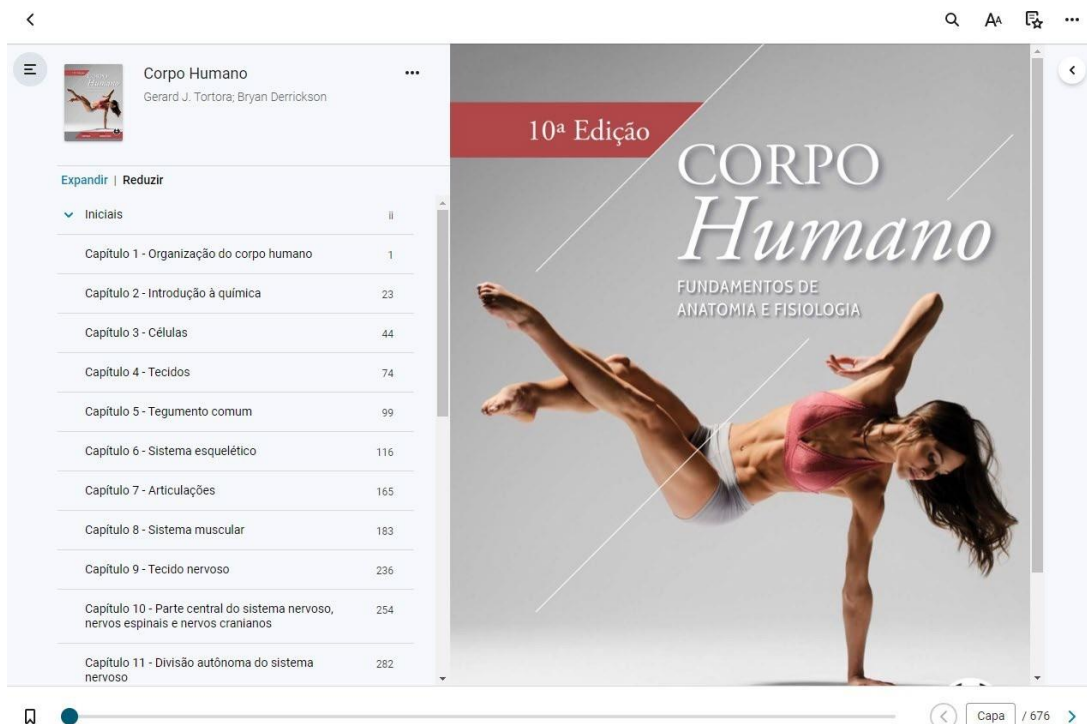 Corpo Humano
Gerard J. Tortora; Bryan Derrickson
Expandir | Reduzir
Iniciais ii
Capítulo 1 - Organização do corpo humano 1
Capítulo 2 - Introdução à química 23
Capítulo 3 - Células 44
Capítulo 4 - Tecidos 74
Capítulo 5 - Tegumento comum 99
Capítulo 6 - Sistema esquelético 116
Capítulo 7 - Articulações 165
Capítulo 8 - Sistema muscular 183
Capítulo 9 - Tecido nervoso 236
Capítulo 10 - Parte central do sistema nervoso, 254
nervos espinais e nervos cranianos
Capítulo 11 - Divisão autônoma do sistema 282
nervoso
10ª Edição
CORPO
Humano
FUNDAMENTOS DE
ANATOMIA E FISIOLOGIA
Capa / 676